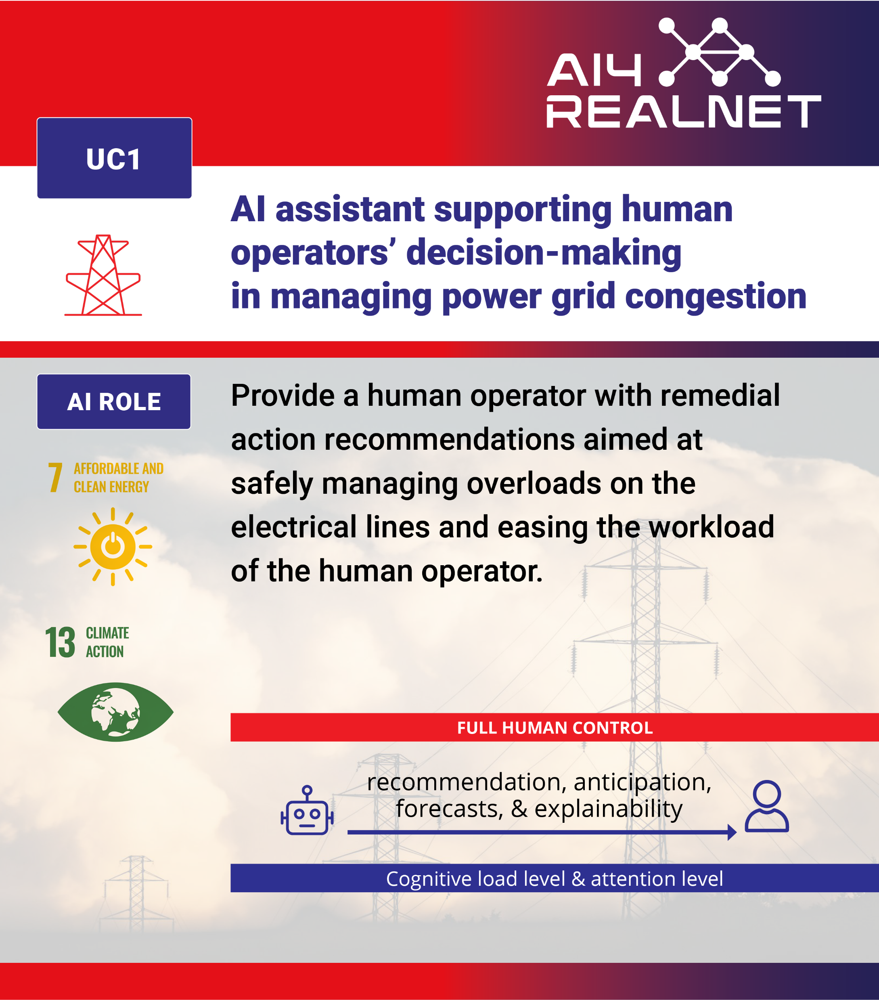 AI4
REALNET
UC1
AI assistant supporting human
operators’ decision-making
in managing power grid congestion
AI ROLE
Provide a human operator with remedial
action recommendations aimed at
safely managing overloads on the
electrical lines and easing the workload
of the human operator.
7 AFFORDABLE AND
CLEAN ENERGY
13 CLIMATE
ACTION
FULL HUMAN CONTROL
recommendation, anticipation,
forecasts, & explainability
Cognitive load level & attention level